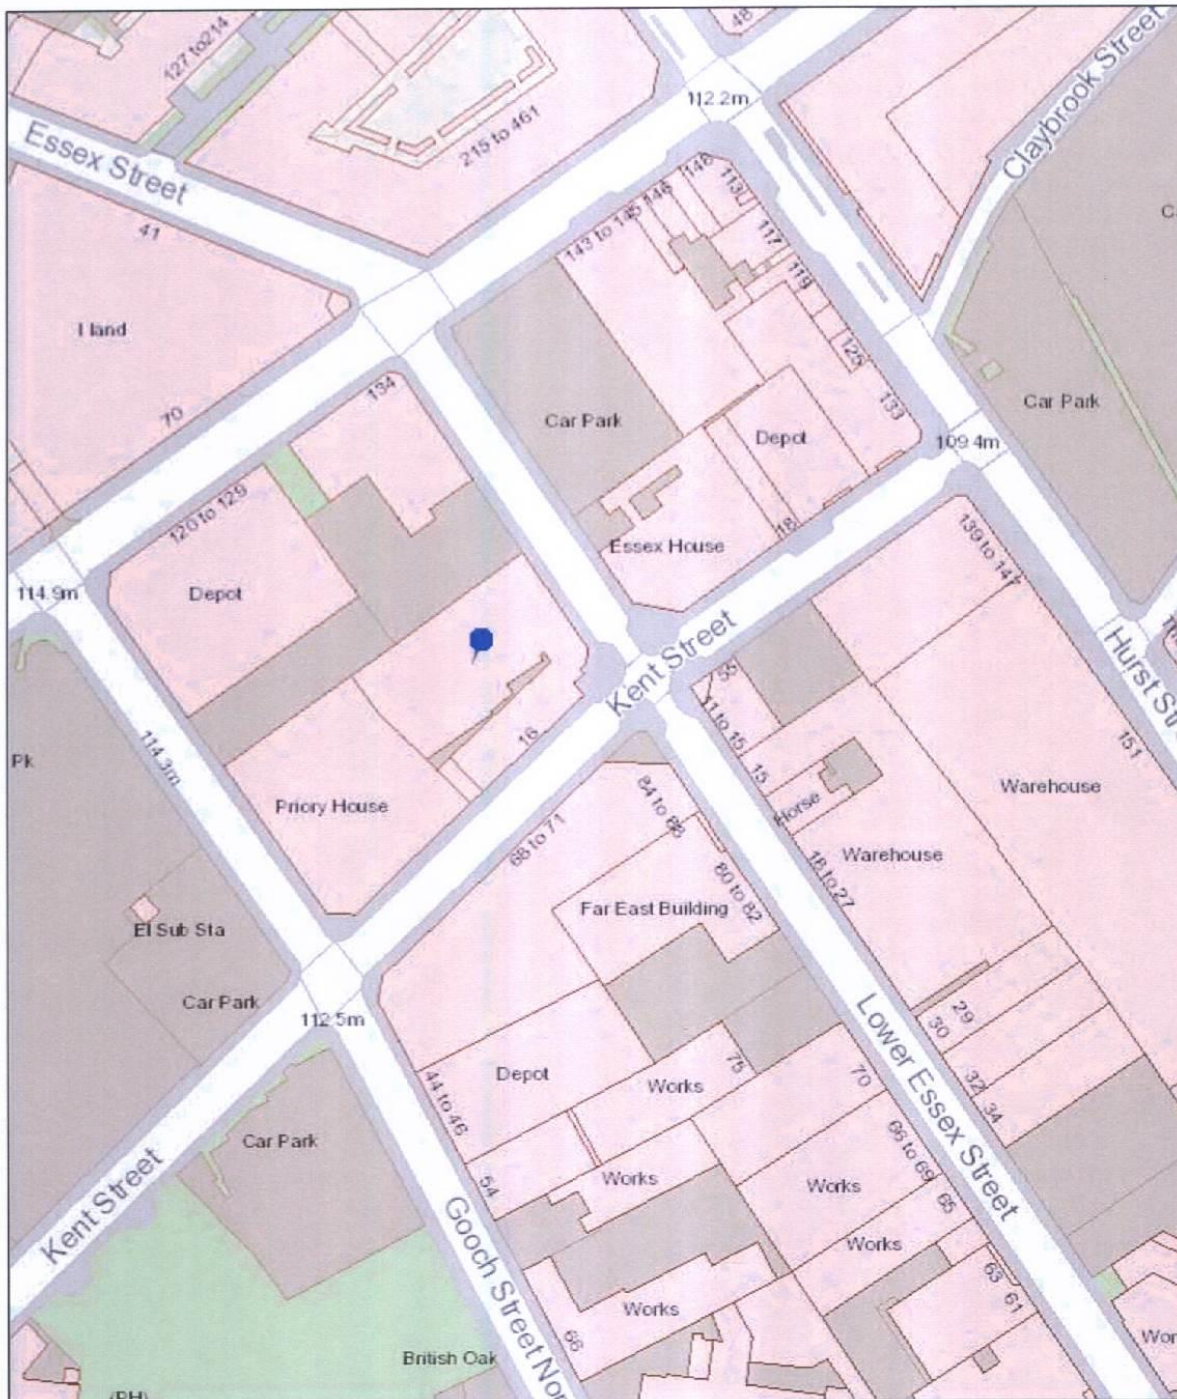 48
127 to 214
Claybrook Street
112.2m
215 to 461
Essex Street
146
146
113
143 to 145
117
41
119
Island
125
Car Park
133
70
134
Car Park
Depot
109.4m
120 to 129
18
139 to 147
Essex House
Depot
114.9m
Kent Street
Hurst Str
55
11 to 15
16
15
151
114.3m
Pk
Priory House
84 to 88
Horse
Warehouse
68 to 71
Warehouse
80 to 82
18 to 27
Far East Building
El Sub Sta
Car Park
112.5m
29
30
Lower Essex Street
Depot
75
Works
70
32
34
44 to 46
Car Park
66 to 69
54
Works
Works
65
Kent Street
Gooch Street Nor
Works
63
61
Works
66
British Oak
Wor
(PH)